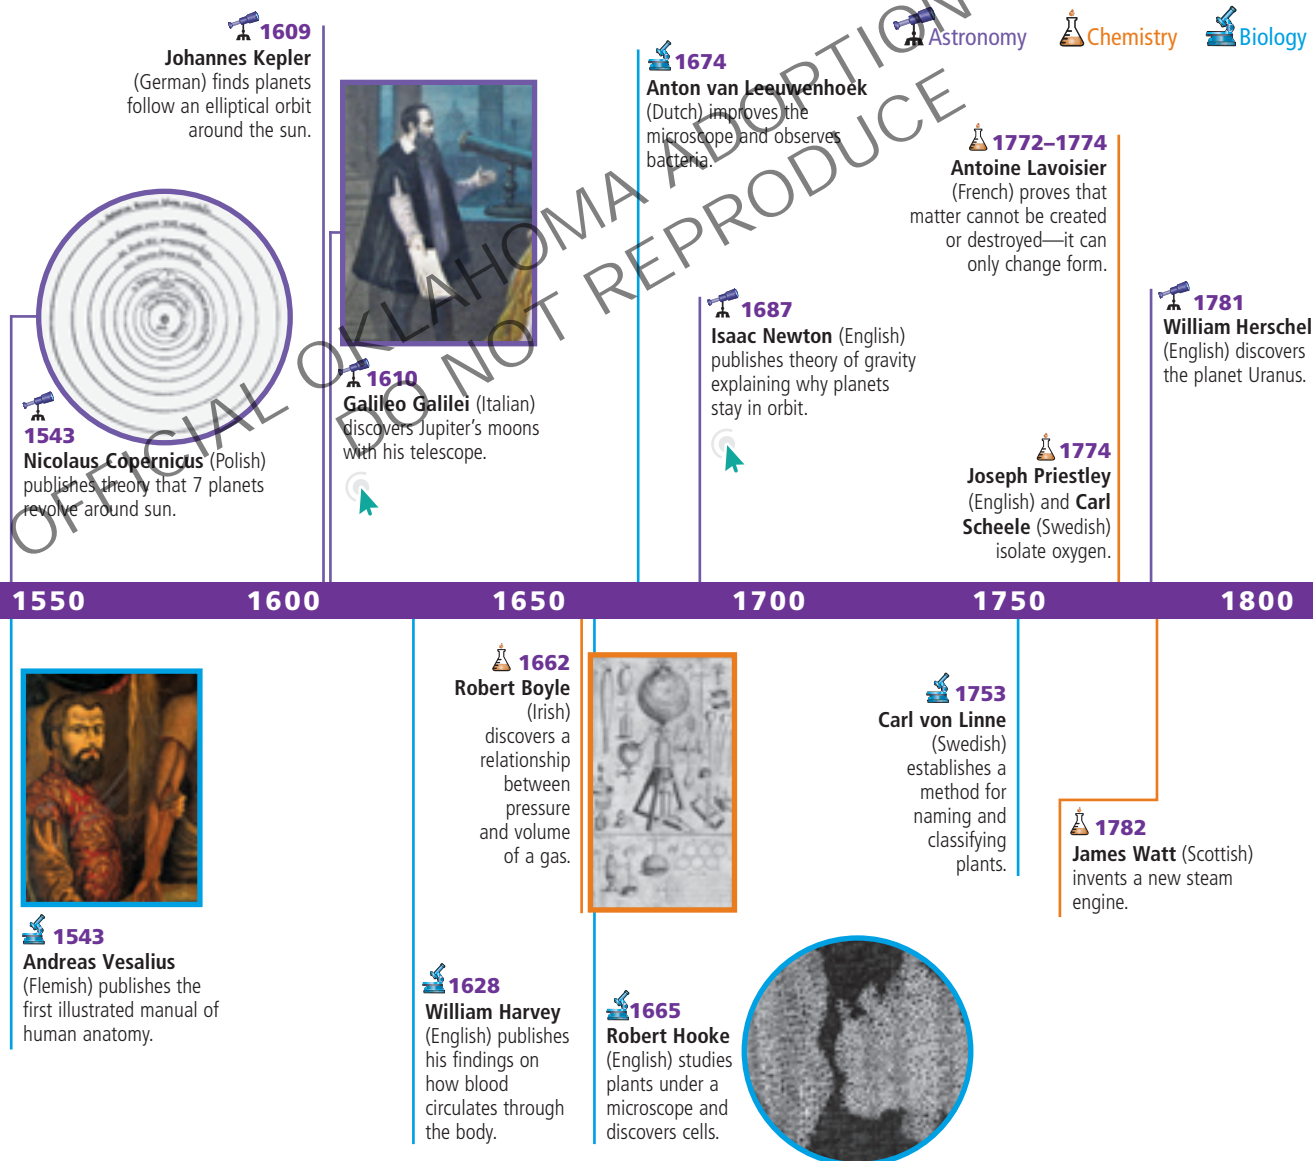 Astronomy
Chemistry
Biology
1609
Johannes Kepler
(German) finds planets
follow an elliptical orbit
around the sun.
1674
Anton van Leeuwenhoek
(Dutch) improves the
microscope and observes
bacteria.
1772–1774
Antoine Lavoisier
(French) proves that
matter cannot be created
or destroyed—it can
only change form.
1543
Nicolaus Copernicus (Polish)
publishes theory that 7 planets
revolve around sun.
1610
Galileo Galilei (Italian)
discovers Jupiter's moons
with his telescope.
1687
Isaac Newton (English)
publishes theory of gravity
explaining why planets
stay in orbit.
1774
Joseph Priestley
(English) and Carl
Scheele (Swedish)
isolate oxygen.
1781
William Herschel
(English) discovers
the planet Uranus.
OFFICIAL OKLAHOMA ADOPTION
DO NOT REPRODUCE
1550 1600 1650 1700 1750 1800
1543
Andreas Vesalius
(Flemish) publishes the
first illustrated manual of
human anatomy.
1628
William Harvey
(English) publishes
his findings on
how blood
circulates through
the body.
1662
Robert Boyle
(Irish)
discovers a
relationship
between
pressure
and volume
of a gas.
1665
Robert Hooke
(English) studies
plants under a
microscope and
discovers cells.
1753
Carl von Linne
(Swedish)
establishes a
method for
naming and
classifying
plants.
1782
James Watt (Scottish)
invents a new steam
engine.